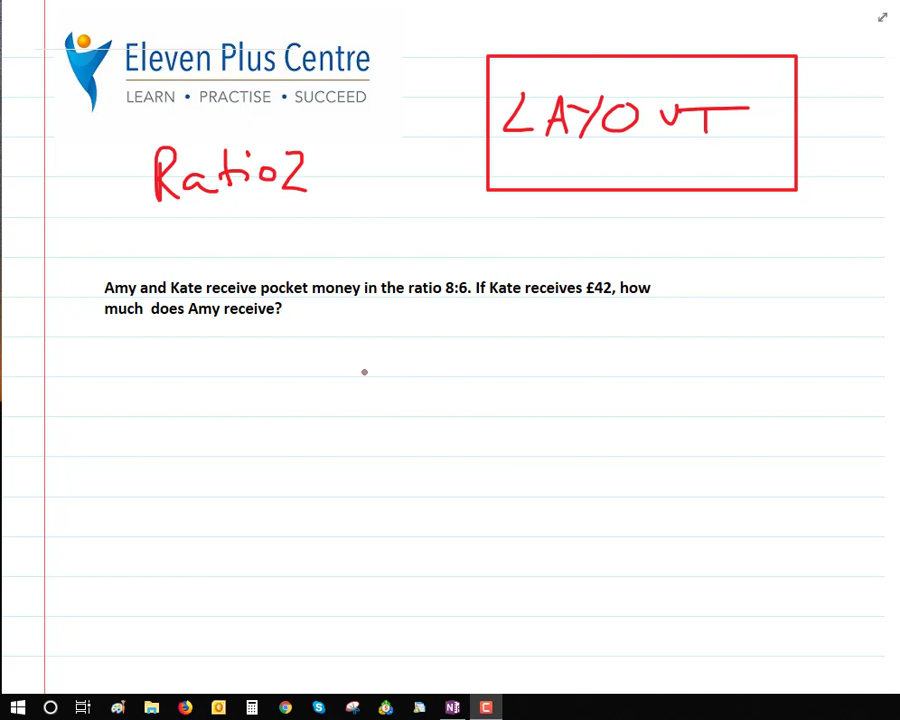 Eleven Plus Centre
LEARN • PRACTISE • SUCCEED
LAYOUT
Ratio2
Amy and Kate receive pocket money in the ratio 8:6. If Kate receives £42, how
much does Amy receive?